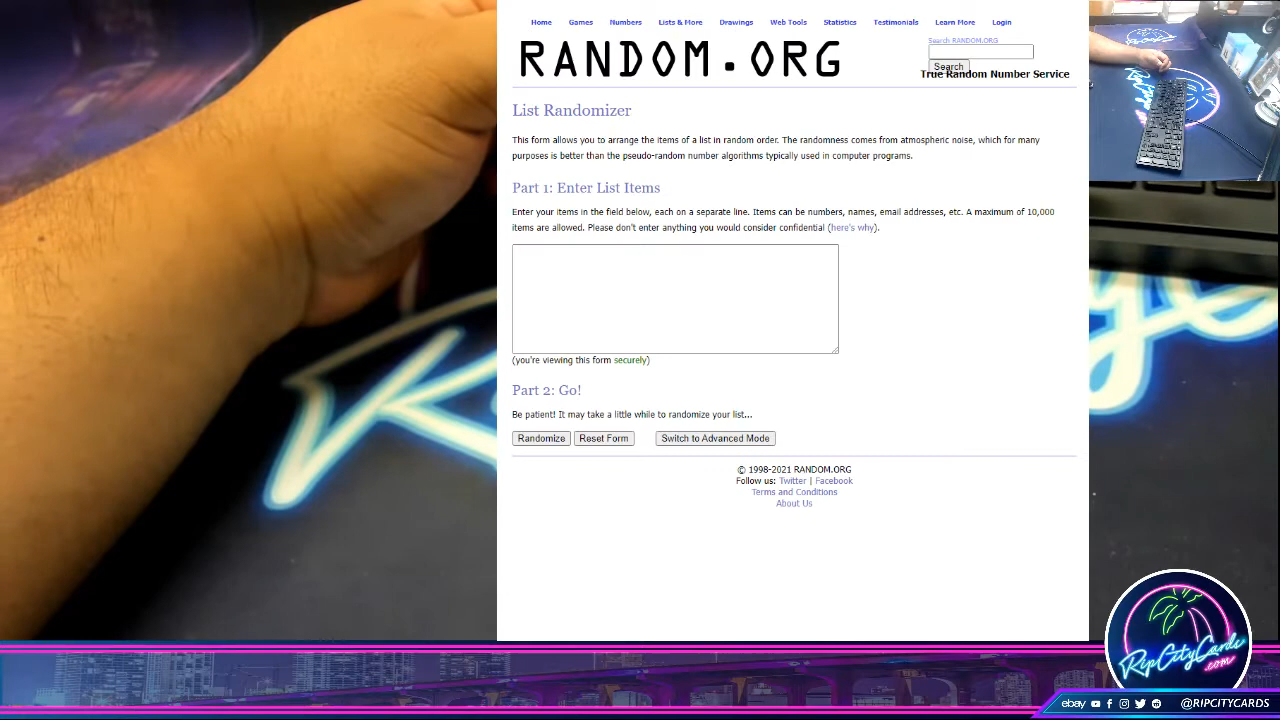 Home Games Numbers Lists & More Drawings Web Tools Statistics Testimonials Learn More Login
RANDOM.ORG
Search RANDOM.ORG
Search
True Random Number Service
List Randomizer
This form allows you to arrange the items of a list in random order. The randomness comes from atmospheric noise, which for many
purposes is better than the pseudo-random number algorithms typically used in computer programs.
Part 1: Enter List Items
Enter your items in the field below, each on a separate line. Items can be numbers, names, email addresses, etc. A maximum of 10,000
items are allowed. Please don't enter anything you would consider confidential (here's why).
(you're viewing this form securely)
Part 2: Go!
Be patient! It may take a little while to randomize your list...
Randomize Reset Form Switch to Advanced Mode
© 1998-2021 RANDOM.ORG
Follow us: Twitter | Facebook
Terms and Conditions
About Us
RipCityCards
.com
ebay @RIPCITYCARDS